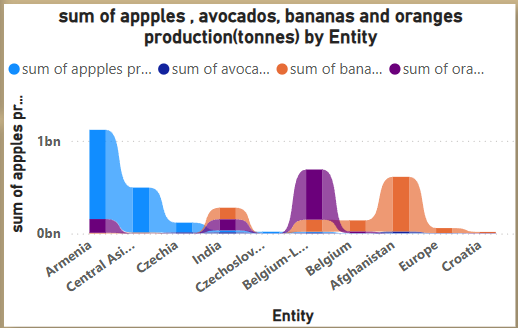 sum of appples , avocados, bananas and oranges
production(tonnes) by Entity
sum of appples pr... sum of avoca... sum of bana... sum of ora...
sum of appples pr...
1bn
0bn
Armenia
Central Asi...
Czechia
India
Czechoslov...
Belgium-L...
Belgium
Afghanistan
Europe
Croatia
Entity